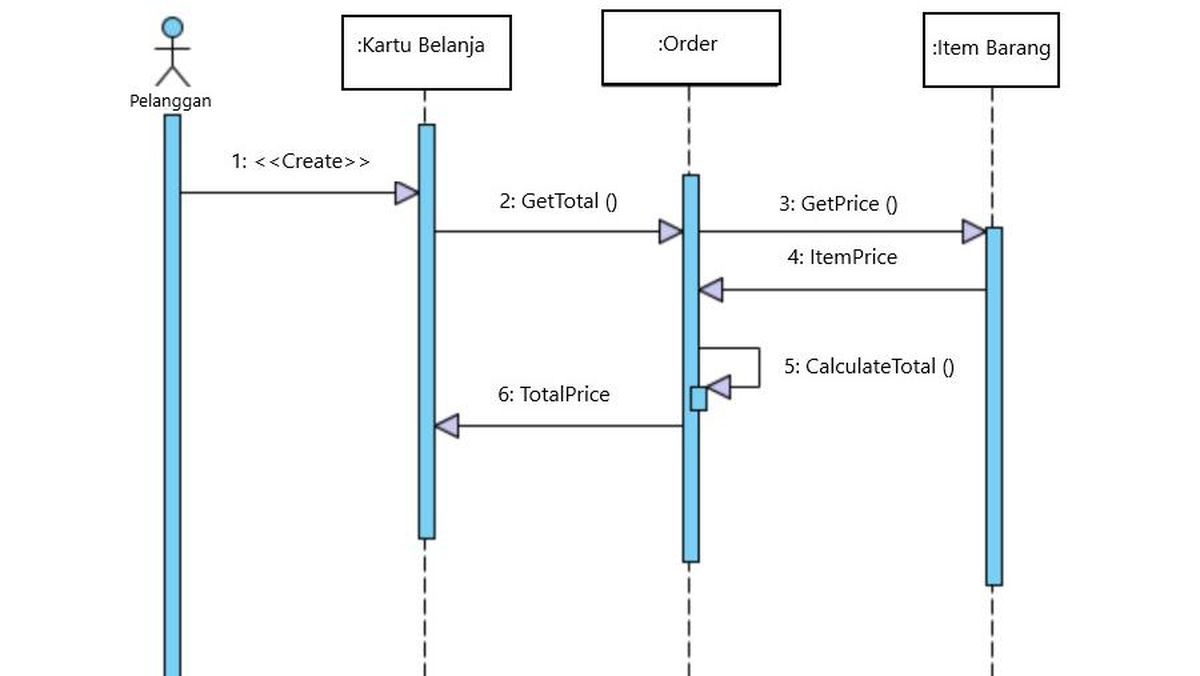 Pelanggan
:Kartu Belanja
:Order
:Item Barang
1: <<Create>>
2: GetTotal ()
3: GetPrice ()
4: ItemPrice
5: CalculateTotal ()
6: TotalPrice